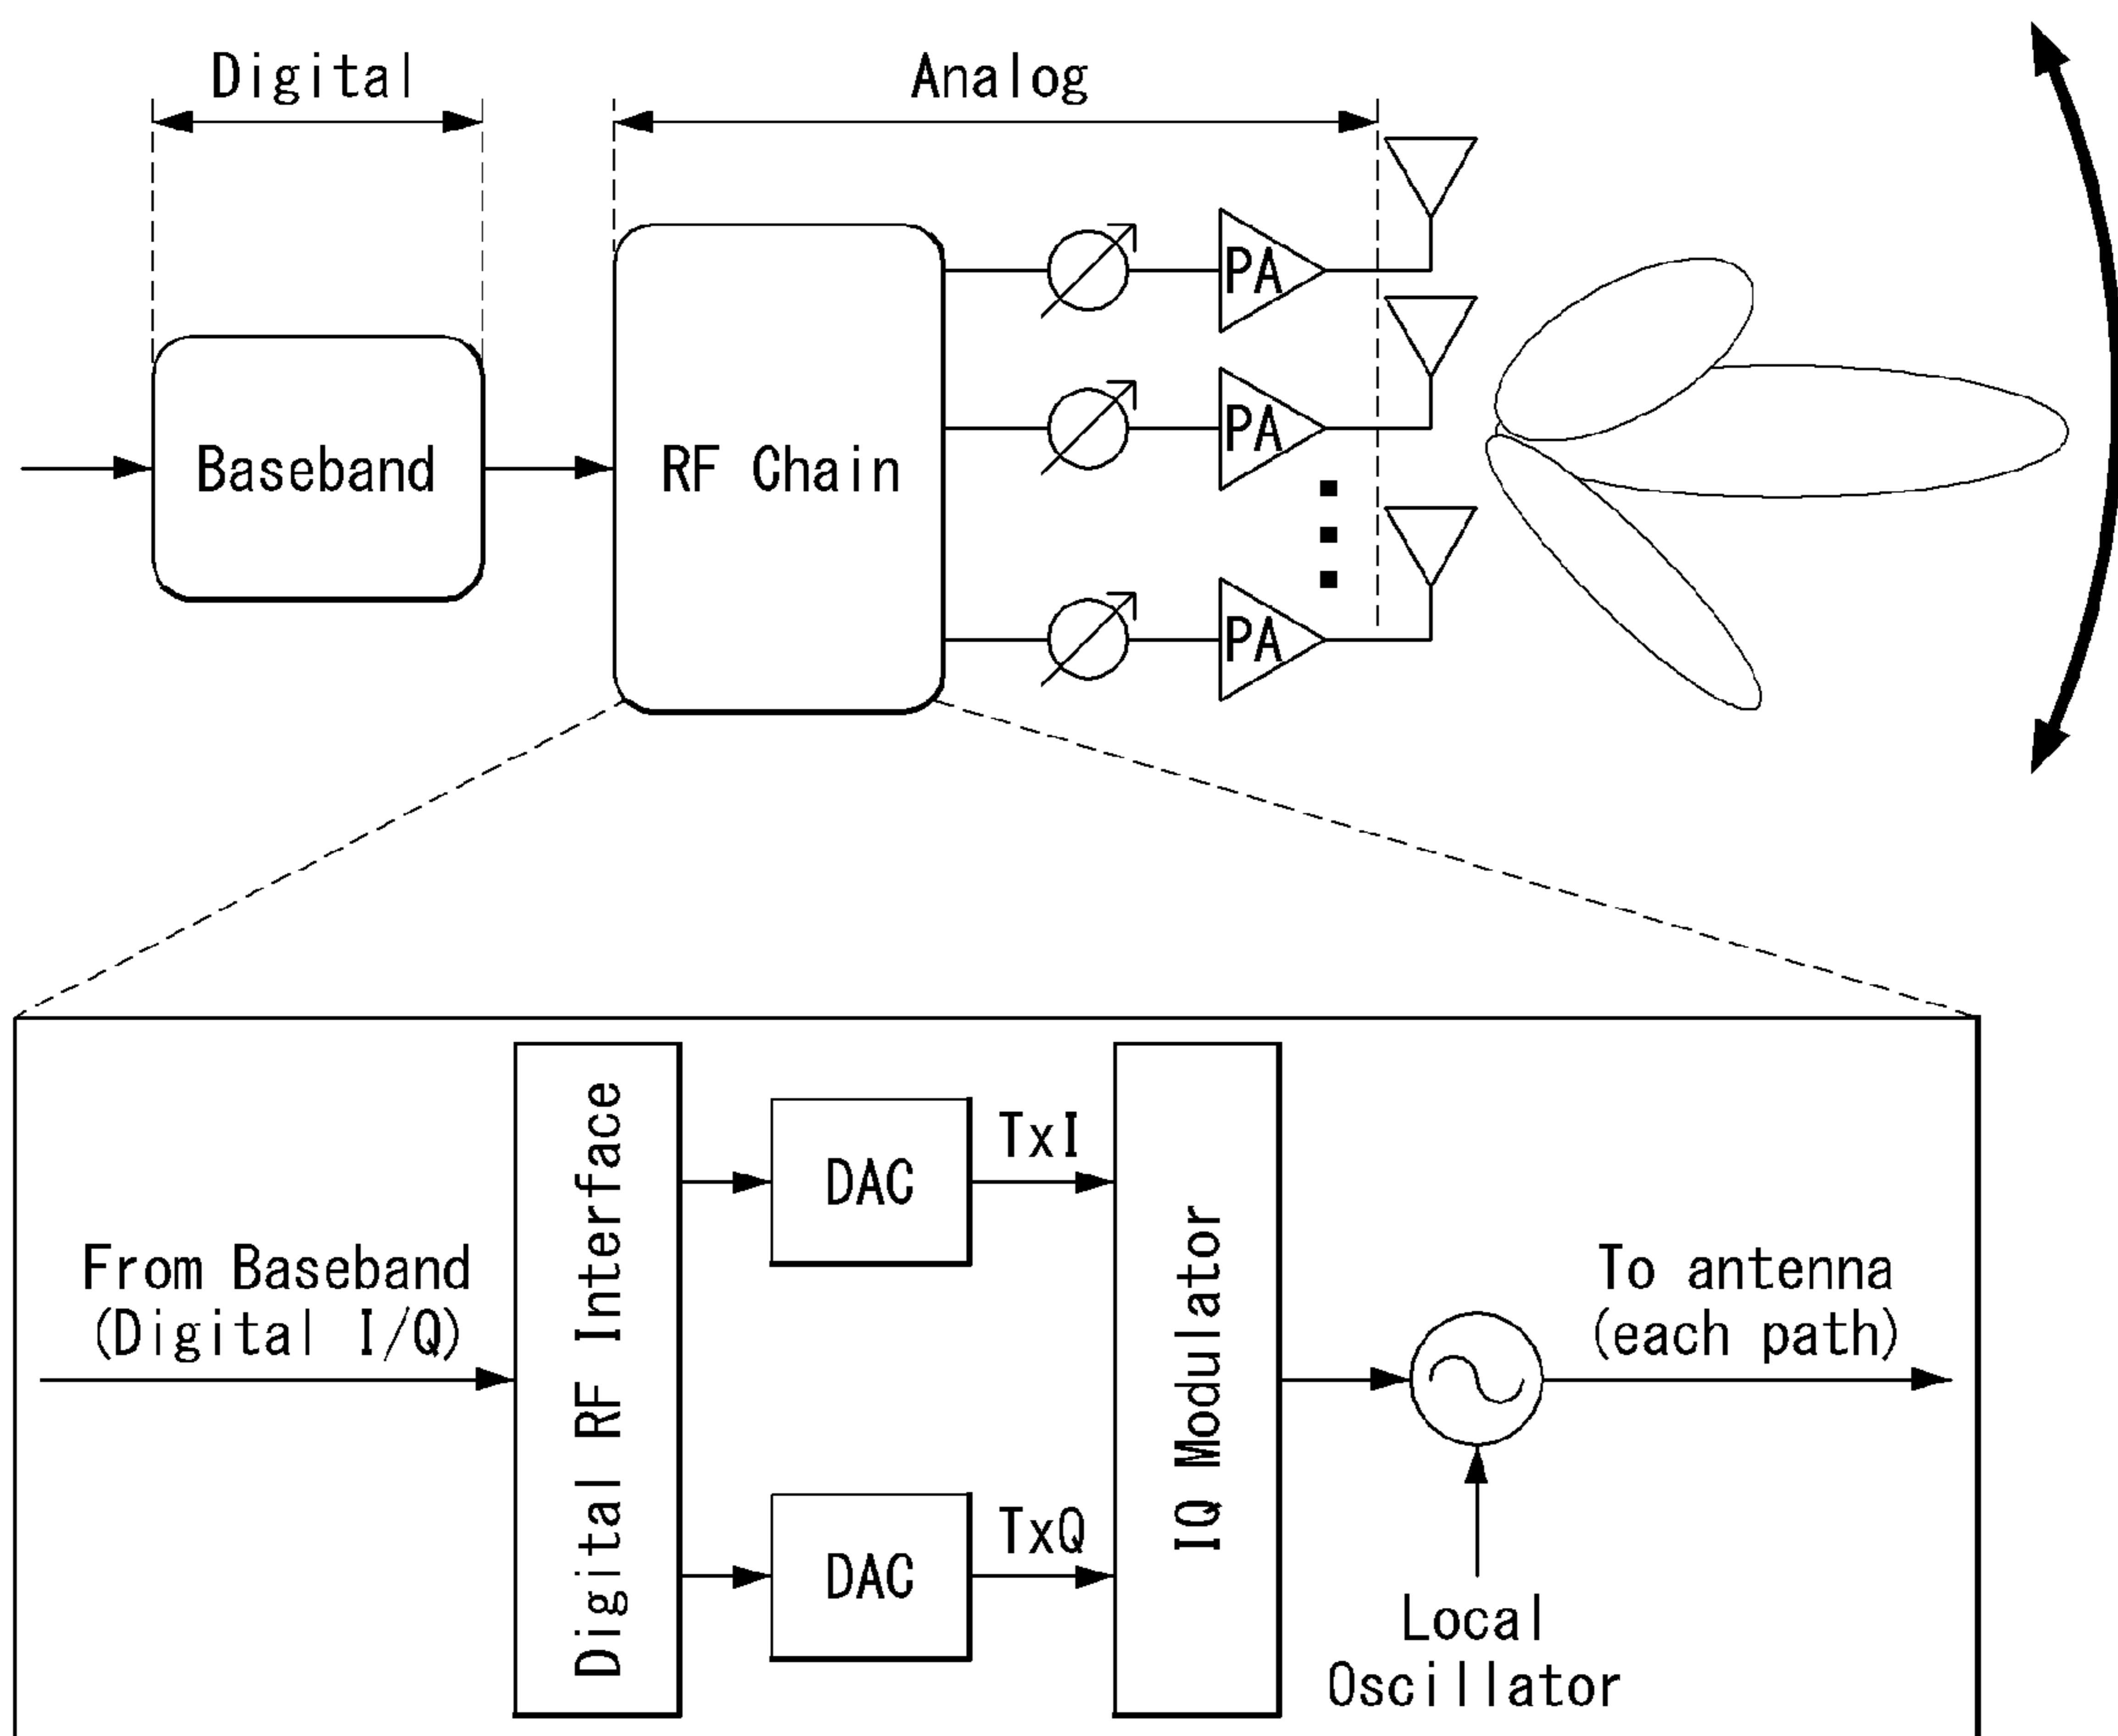 Digital
Analog
PA
PA
Baseband
RF Chain
PA
Digital RF Interface
DAC
TxI
IQ Modulator
From Baseband
(Digital I/Q)
To antenna
(each path)
DAC
TxQ
Local
Oscillator